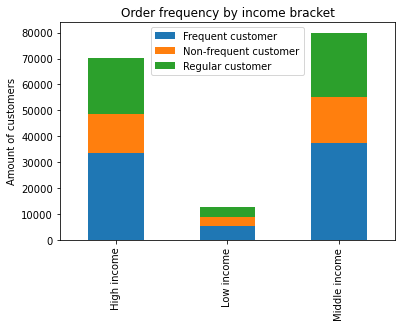 Order frequency by income bracket
Frequent customer
Non-frequent customer
Regular customer
Amount of customers
80000
70000
60000
50000
40000
30000
20000
10000
0
High income
Low income
Middle income